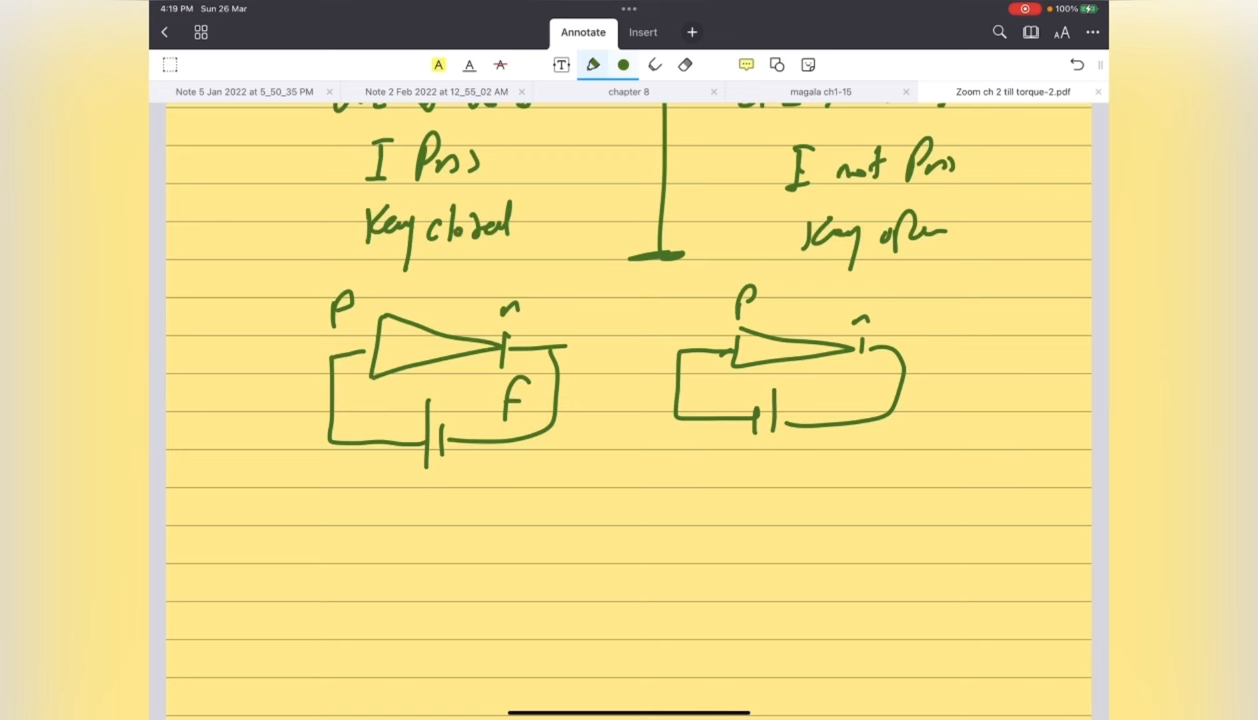 4:19 PM Sun 26 Mar
100%
Annotate Insert
A A A T AA
Note 5 Jan 2022 at 5_50_35 PM
Note 2 Feb 2022 at 12_55_02 AM
chapter 8
magala ch1-15
Zoom ch 2 till torque-2.pdf
I Pass
Key closed
I not Pass
Key open
P n
F
P n